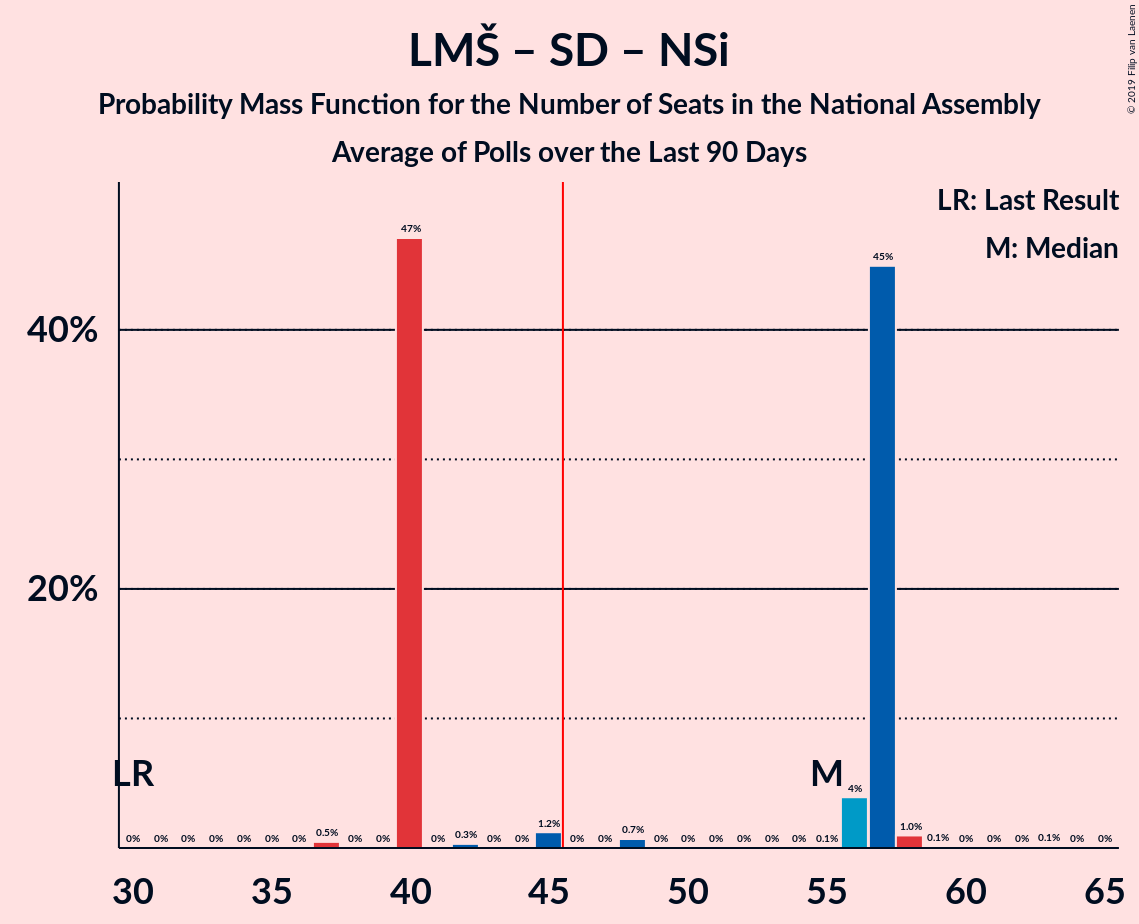 LMŠ – SD – NSi
Probability Mass Function for the Number of Seats in the National Assembly
Average of Polls over the Last 90 Days
© 2019 Filip van Laenen
LR: Last Result
M: Median
40%
20%
LR
M
0% 0% 0% 0% 0% 0% 0% 0.5% 0% 0% 47% 0% 0.3% 0% 0% 1.2% 0% 0% 0.7% 0% 0% 0% 0% 0% 0% 0.1% 4% 45% 1.0% 0.1% 0% 0% 0% 0.1% 0% 0%
30 35 40 45 50 55 60 65